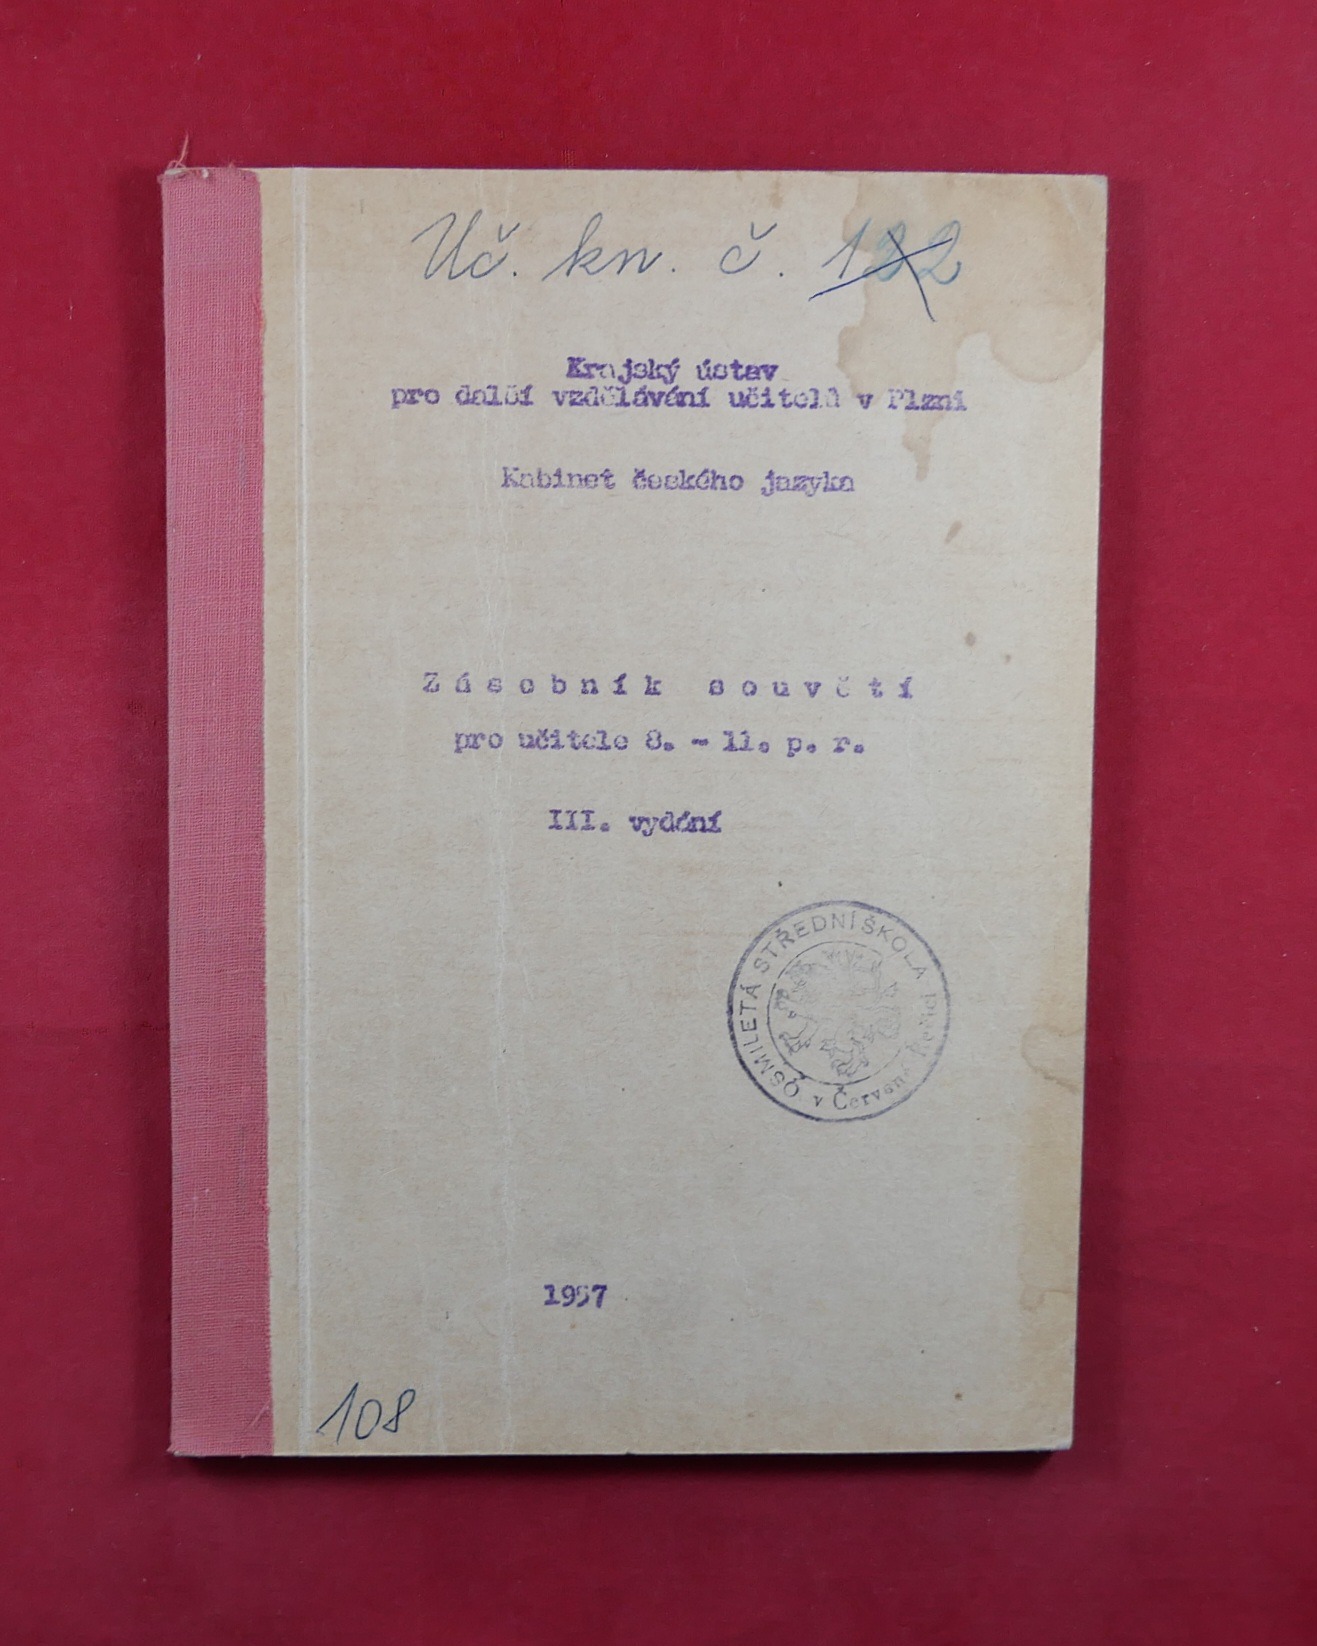 Uč. kn. č. 132
Krajský ústav
pro další vzdělávání učitelů v Plzni
Kabinet českého jazyka
Zásobník souvětí
pro učitele 8. - 11. p. r.
III. vydání
OSMILETÁ STŘEDNÍ ŠKOLA
v Červené Řečici
1957
108